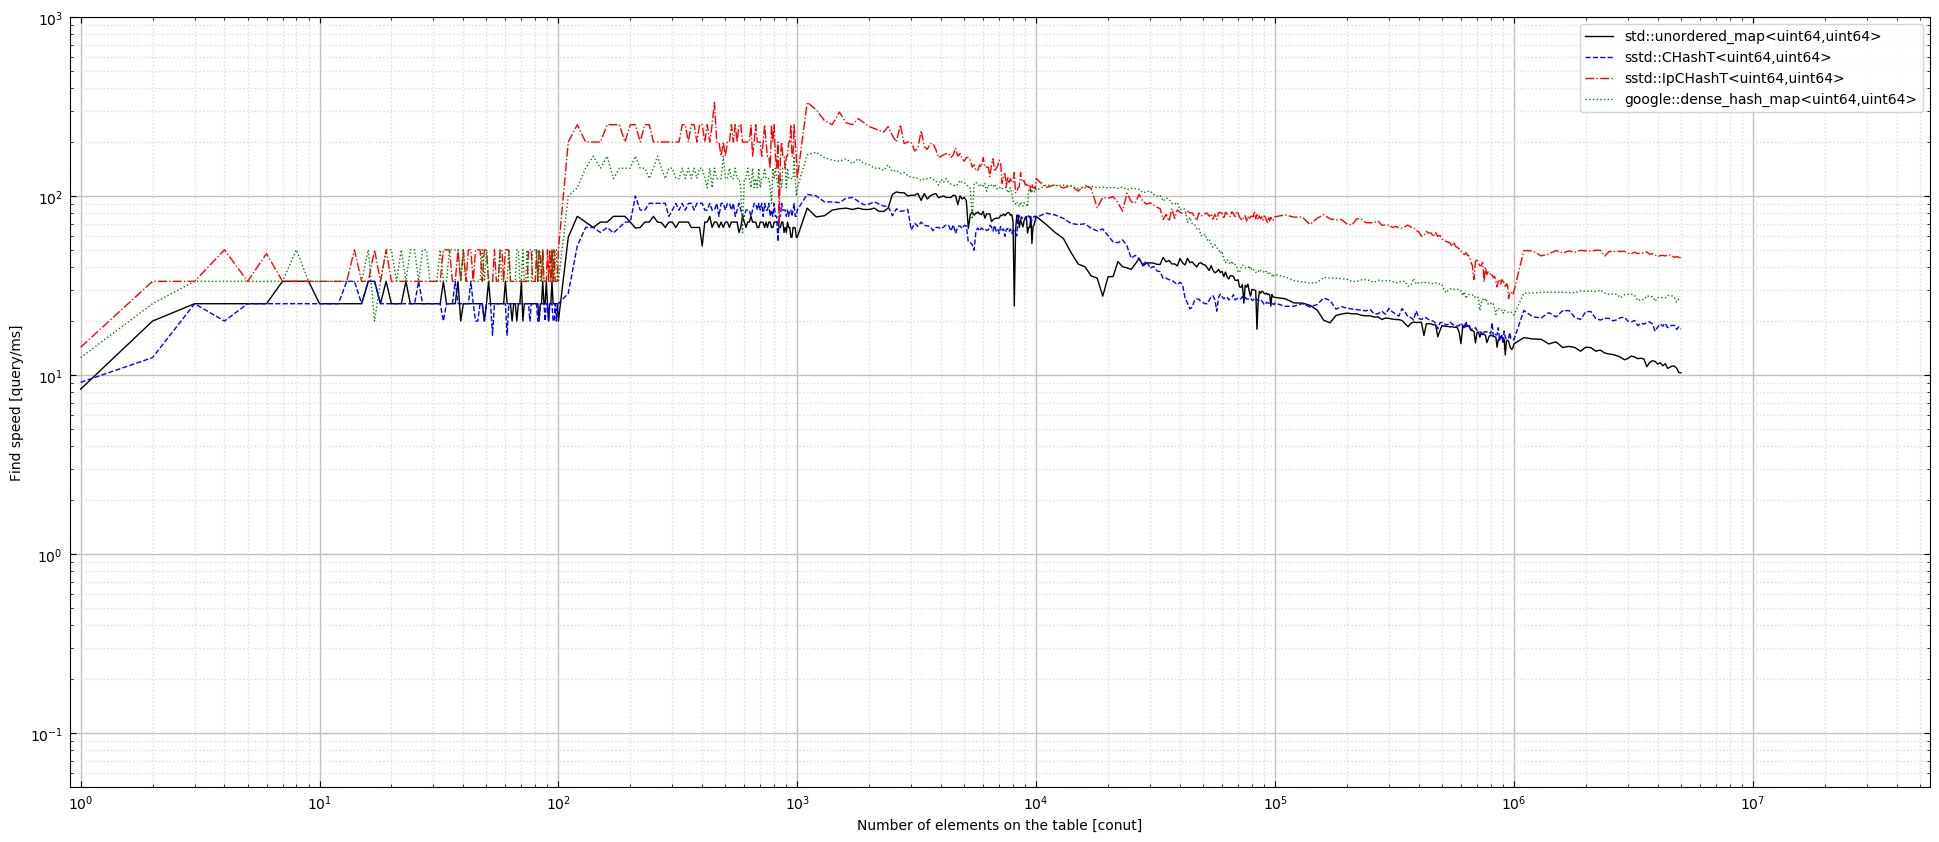 std::unordered_map<uint64,uint64>
sstd::CHashT<uint64,uint64>
sstd::IpCHashT<uint64,uint64>
google::dense_hash_map<uint64,uint64>
Find speed [query/ms]
10³
10²
10¹
10⁰
10⁻¹
10⁰ 10¹ 10² 10³ 10⁴ 10⁵ 10⁶ 10⁷
Number of elements on the table [conut]